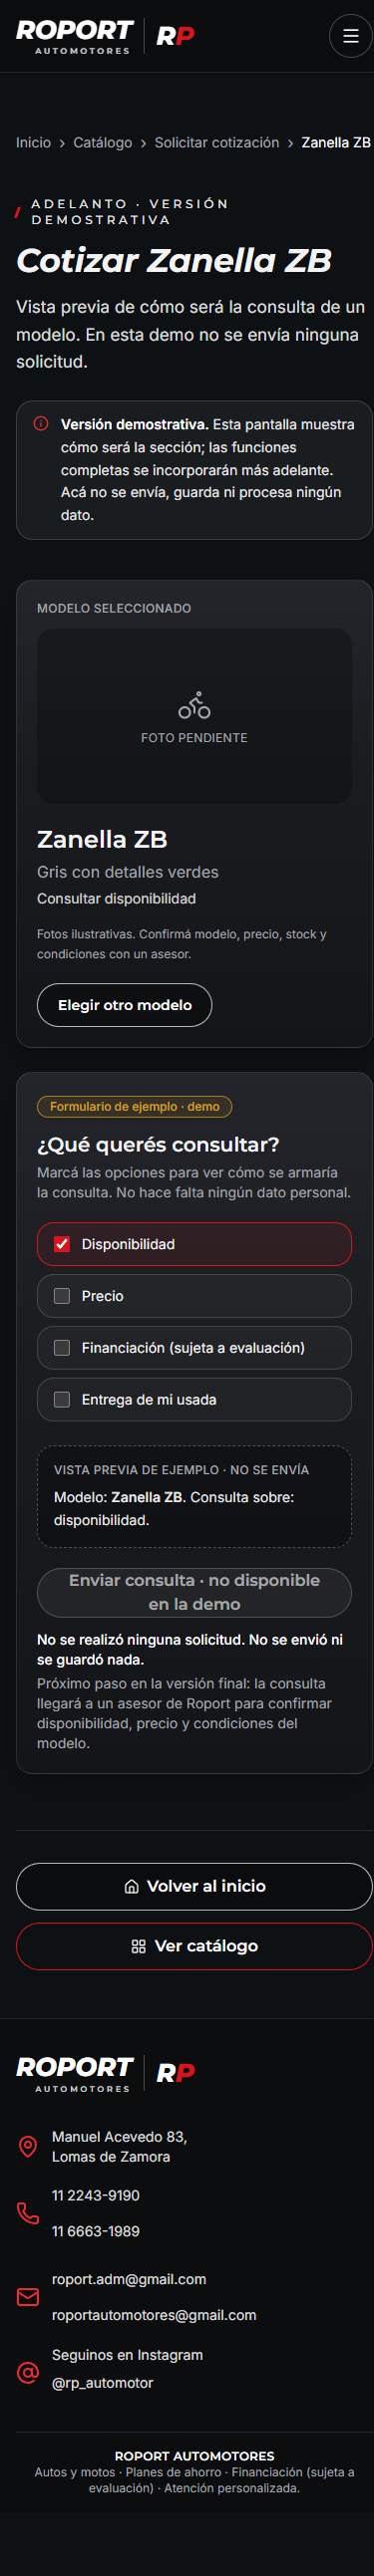 ROPORT RP
AUTOMOTORES
Inicio › Catálogo › Solicitar cotización › Zanella ZB
/ ADELANTO · VERSIÓN
DEMOSTRATIVA
Cotizar Zanella ZB
Vista previa de cómo será la consulta de un
modelo. En esta demo no se envía ninguna
solicitud.
Versión demostrativa. Esta pantalla muestra
cómo será la sección; las funciones
completas se incorporarán más adelante.
Acá no se envía, guarda ni procesa ningún
dato.
MODELO SELECCIONADO
FOTO PENDIENTE
Zanella ZB
Gris con detalles verdes
Consultar disponibilidad
Fotos ilustrativas. Confirmá modelo, precio, stock y
condiciones con un asesor.
Elegir otro modelo
Formulario de ejemplo · demo
¿Qué querés consultar?
Marcá las opciones para ver cómo se armaría
la consulta. No hace falta ningún dato personal.
Disponibilidad
Precio
Financiación (sujeta a evaluación)
Entrega de mi usada
VISTA PREVIA DE EJEMPLO · NO SE ENVÍA
Modelo: Zanella ZB. Consulta sobre:
disponibilidad.
Enviar consulta · no disponible
en la demo
No se realizó ninguna solicitud. No se envió ni
se guardó nada.
Próximo paso en la versión final: la consulta
llegará a un asesor de Roport para confirmar
disponibilidad, precio y condiciones del
modelo.
Volver al inicio
Ver catálogo
ROPORT RP
AUTOMOTORES
Manuel Acevedo 83,
Lomas de Zamora
11 2243-9190
11 6663-1989
roport.adm@gmail.com
roportautomotores@gmail.com
Seguinos en Instagram
@rp_automotor
ROPORT AUTOMOTORES
Autos y motos · Planes de ahorro · Financiación (sujeta a
evaluación) · Atención personalizada.